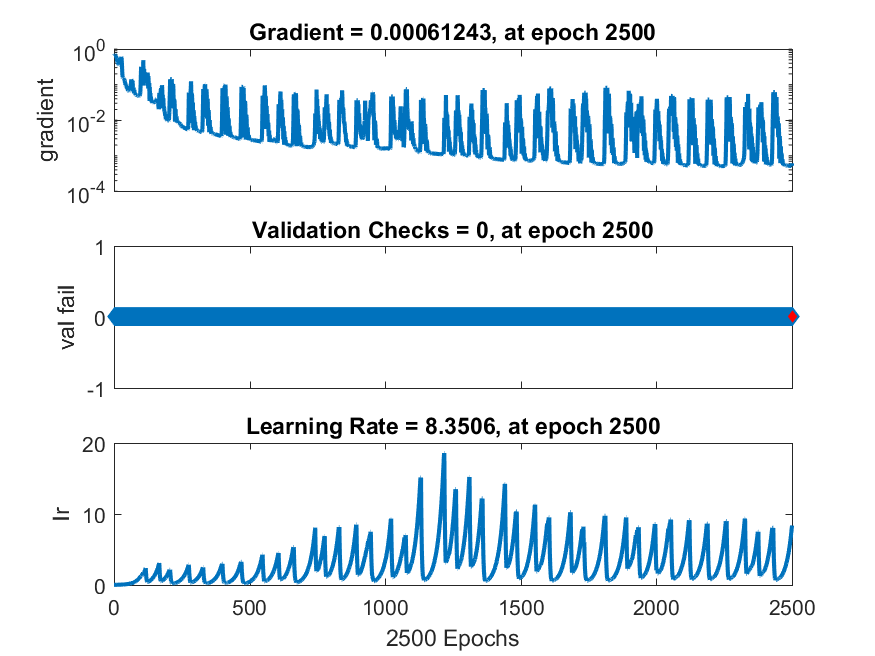 Gradient = 0.00061243, at epoch 2500
10^0
10^-2
10^-4
gradient
Validation Checks = 0, at epoch 2500
1
0
-1
val fail
Learning Rate = 8.3506, at epoch 2500
20
10
0
lr
0 500 1000 1500 2000 2500
2500 Epochs